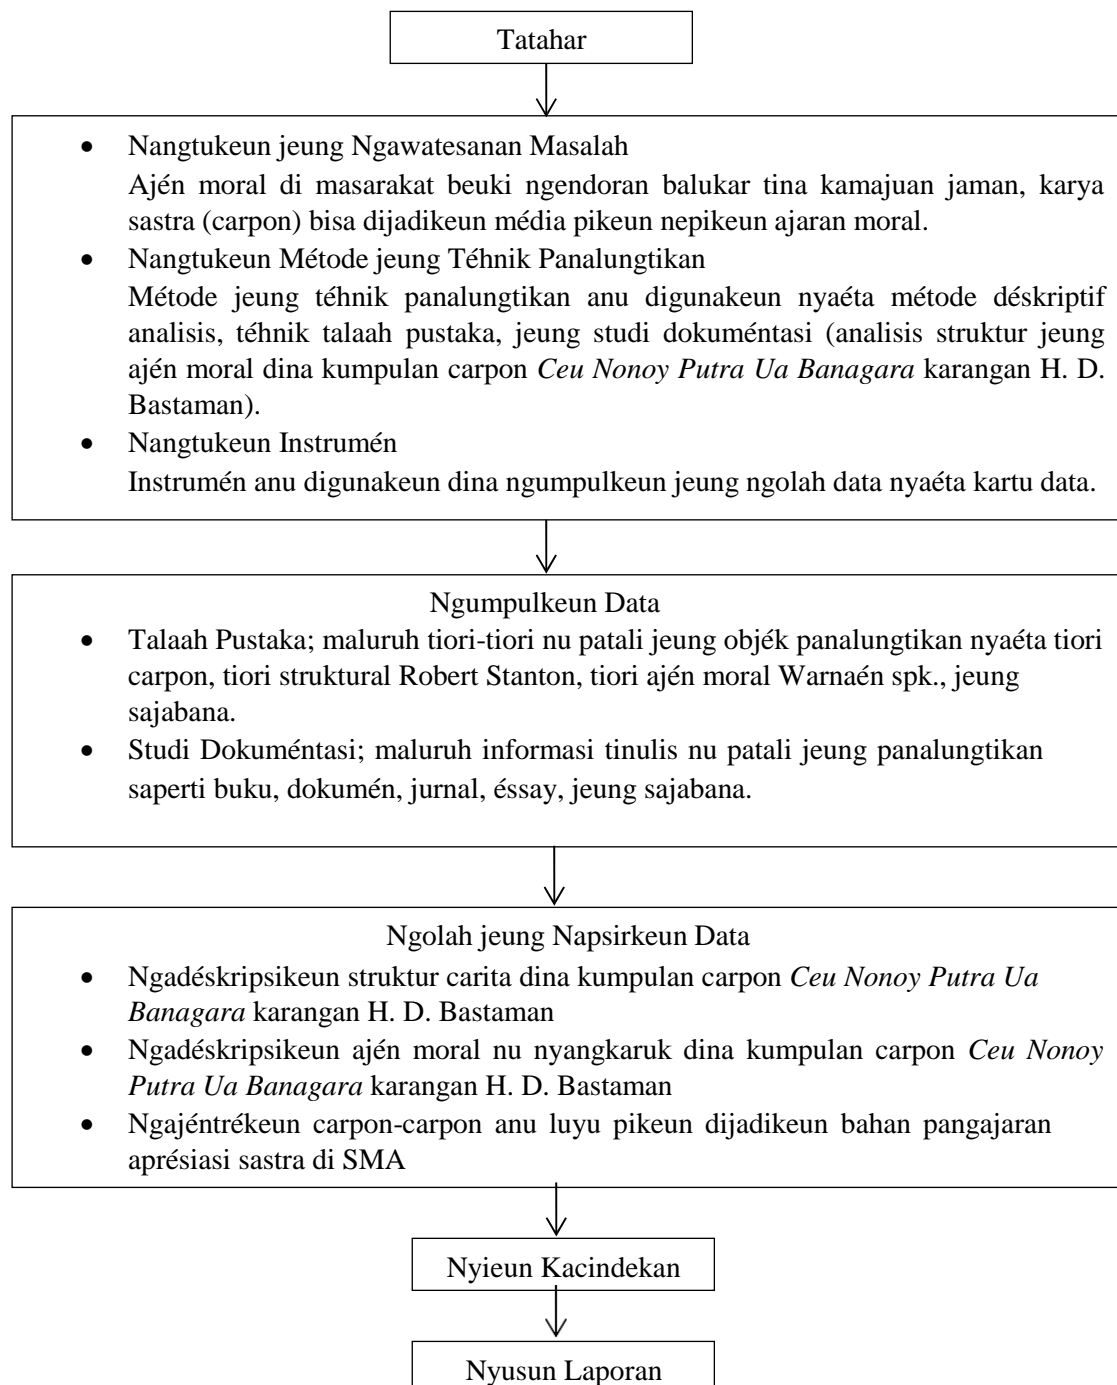 Tatahar
• Nangtukeun jeung Ngawatesanan Masalah
Ajén moral di masarakat beuki ngendoran balukar tina kamajuan jaman, karya
sastra (carpon) bisa dijadikeun média pikeun nepikeun ajaran moral.
• Nangtukeun Métode jeung Téhnik Panalungtikan
Métode jeung téhnik panalungtikan anu digunakeun nyaéta métode déskriptif
analisis, téhnik talaah pustaka, jeung studi dokuméntasi (analisis struktur jeung
ajén moral dina kumpulan carpon Ceu Nonoy Putra Ua Banagara karangan H. D.
Bastaman).
• Nangtukeun Instrumén
Instrumén anu digunakeun dina ngumpulkeun jeung ngolah data nyaéta kartu data.
Ngumpulkeun Data
• Talaah Pustaka; maluruh tiori-tiori nu patali jeung objék panalungtikan nyaéta tiori
carpon, tiori struktural Robert Stanton, tiori ajén moral Warnaén spk., jeung
sajabana.
• Studi Dokuméntasi; maluruh informasi tinulis nu patali jeung panalungtikan
saperti buku, dokumén, jurnal, éssay, jeung sajabana.
Ngolah jeung Napsirkeun Data
• Ngadéskripsikeun struktur carita dina kumpulan carpon Ceu Nonoy Putra Ua
Banagara karangan H. D. Bastaman
• Ngadéskripsikeun ajén moral nu nyangkaruk dina kumpulan carpon Ceu Nonoy
Putra Ua Banagara karangan H. D. Bastaman
• Ngajéntrékeun carpon-carpon anu luyu pikeun dijadikeun bahan pangajaran
aprésiasi sastra di SMA
Nyieun Kacindekan
Nyusun Laporan